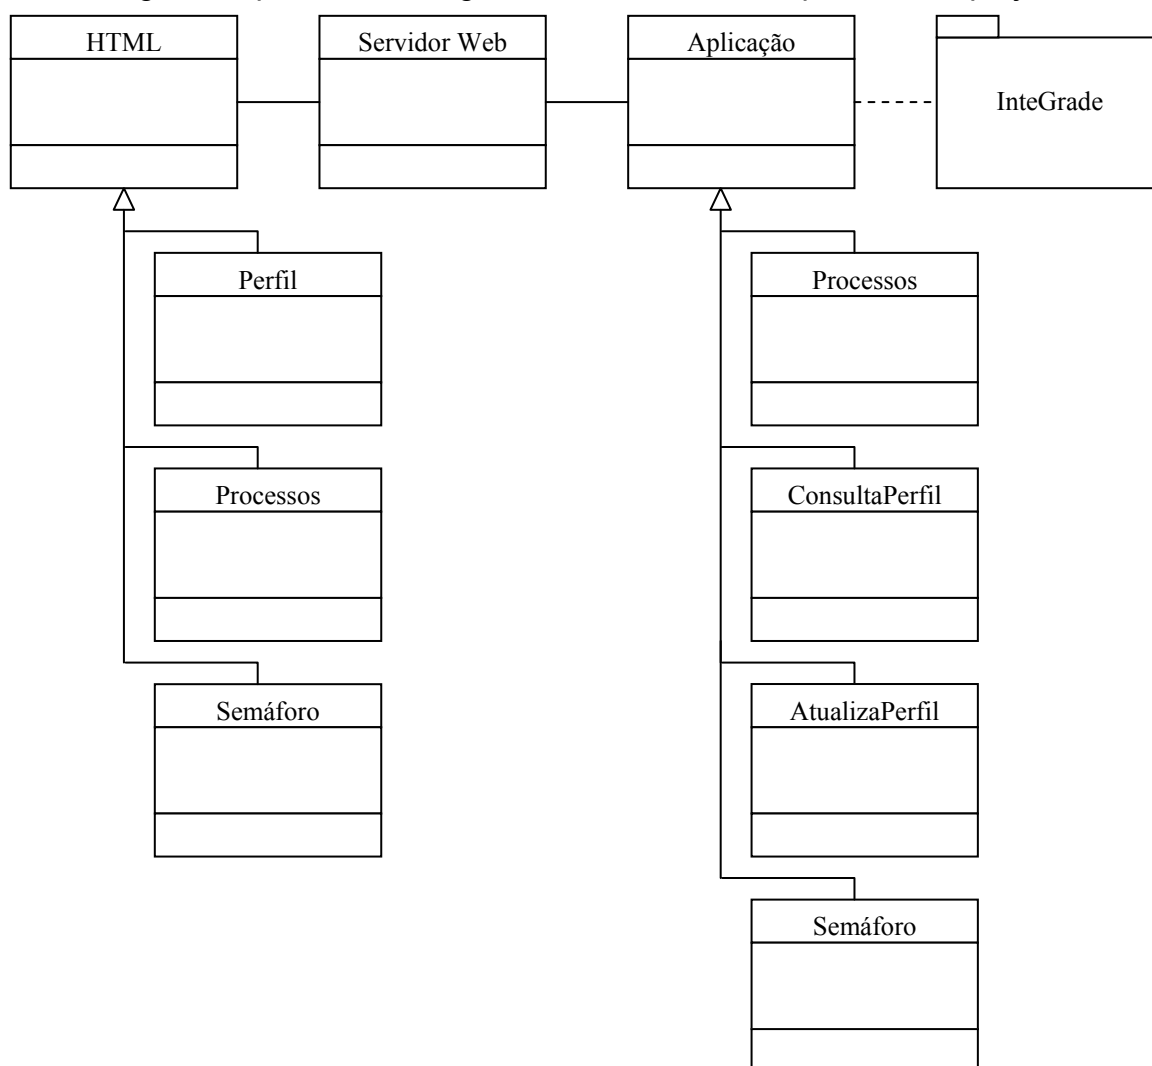 HTML
Servidor Web
Aplicação
InteGrade
Perfil
Processos
Processos
ConsultaPerfil
Semáforo
AtualizaPerfil
Semáforo